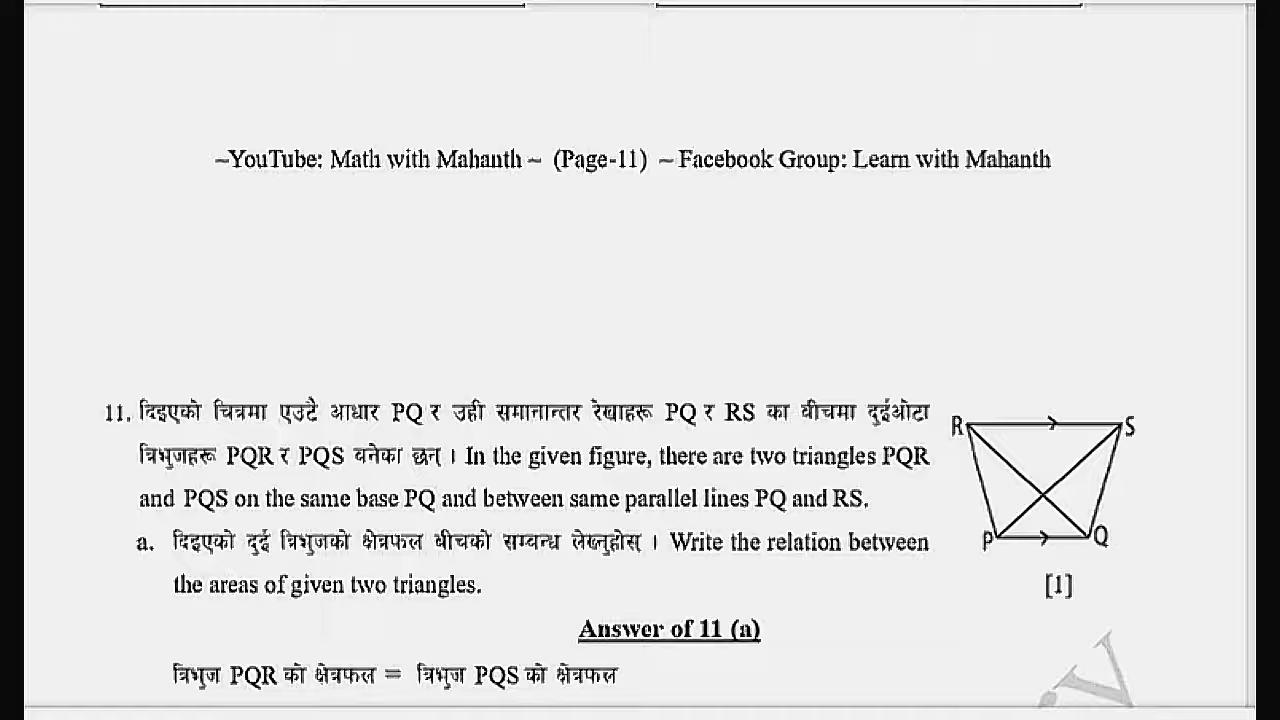 ~YouTube: Math with Mahanth ~ (Page-11) ~ Facebook Group: Learn with Mahanth
11. दिइएको चित्रमा एउटै आधार PQ र उही समानान्तर रेखाहरू PQ र RS का बीचमा दुईओटा
त्रिभुजहरू PQR र PQS बनेका छन् । In the given figure, there are two triangles PQR
and PQS on the same base PQ and between same parallel lines PQ and RS.
R S
P Q
a. दिइएको दुई त्रिभुजको क्षेत्रफल बीचको सम्बन्ध लेख्नुहोस् । Write the relation between
the areas of given two triangles. [1]
Answer of 11 (a)
त्रिभुज PQR को क्षेत्रफल = त्रिभुज PQS को क्षेत्रफल